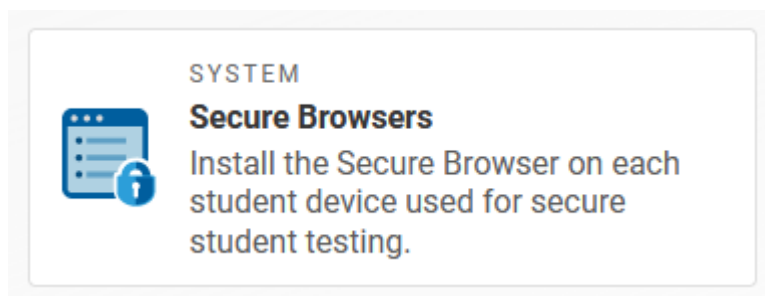 SYSTEM
Secure Browsers
Install the Secure Browser on each
student device used for secure
student testing.